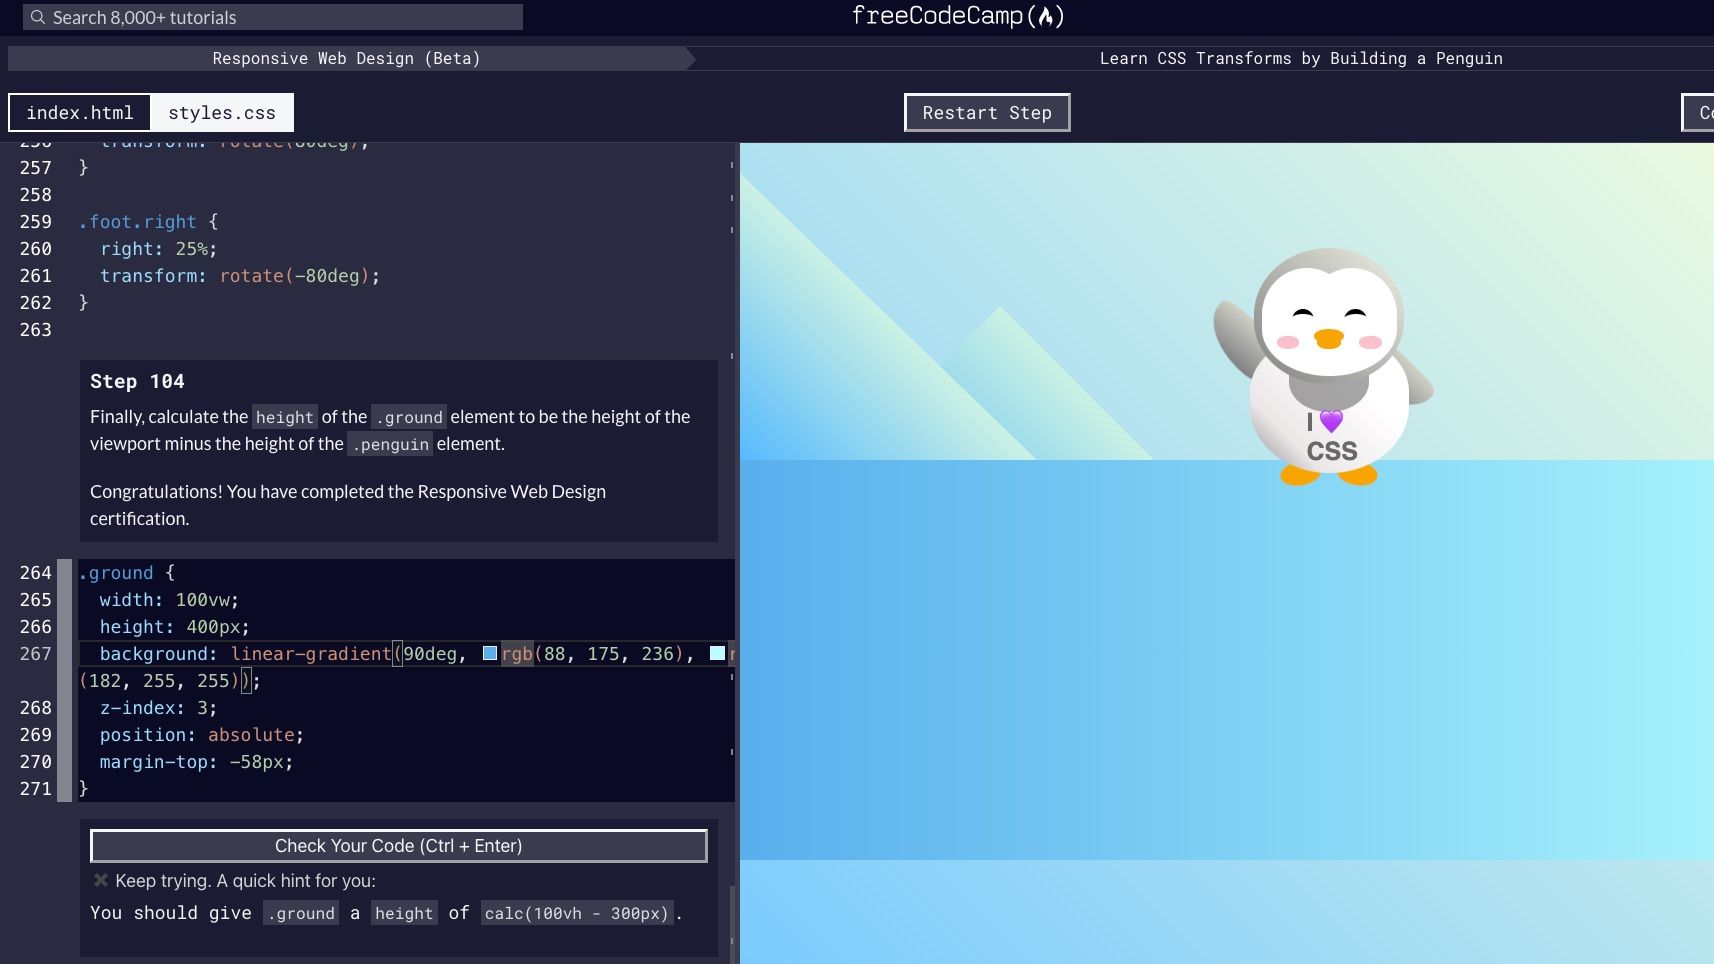 Search 8,000+ tutorials
freeCodeCamp
Responsive Web Design (Beta)
Learn CSS Transforms by Building a Penguin
index.html
styles.css
Restart Step
256 transform: rotate(80deg);
257 }
258
259 .foot.right {
260 right: 25%;
261 transform: rotate(-80deg);
262 }
263
Step 104
Finally, calculate the height of the .ground element to be the height of the
viewport minus the height of the .penguin element.
Congratulations! You have completed the Responsive Web Design
certification.
264 .ground {
265 width: 100vw;
266 height: 400px;
267 background: linear-gradient(90deg, rgb(88, 175, 236),
(182, 255, 255));
268 z-index: 3;
269 position: absolute;
270 margin-top: -58px;
271 }
Check Your Code (Ctrl + Enter)
Keep trying. A quick hint for you:
You should give .ground a height of calc(100vh - 300px).
I 💜
CSS